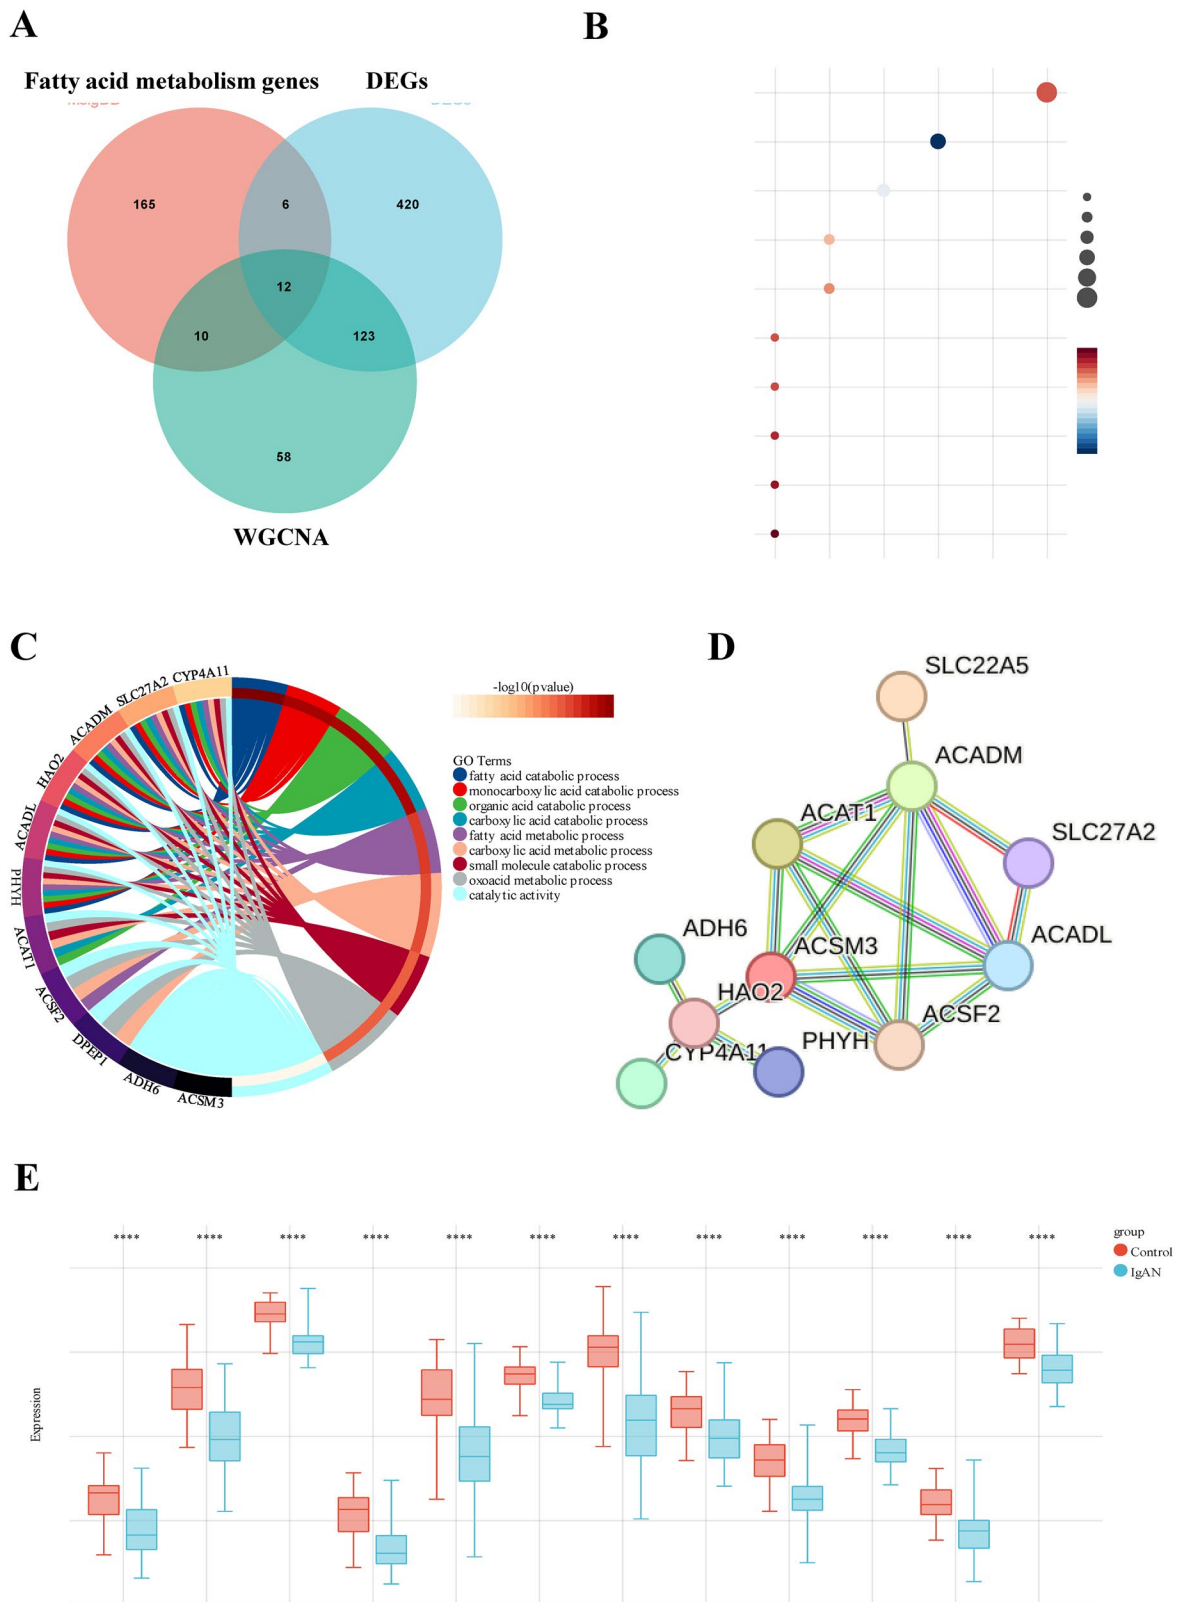 A
B
Fatty acid metabolism genes
DEGs
165
6
420
12
10
123
58
WGCNA
C
D
CYP4A11
SLC27A2
ACADM
HAO2
ACADL
PHYH
ACAT1
ACSF2
DPEP1
ADH6
ACSM3
-log10(pvalue)
GO Terms
fatty acid catabolic process
monocarboxylic acid catabolic process
organic acid catabolic process
carboxylic acid catabolic process
fatty acid metabolic process
carboxylic acid metabolic process
small molecule catabolic process
oxoacid metabolic process
catalytic activity
SLC22A5
ACADM
ACAT1
SLC27A2
ADH6
ACSM3
ACADL
HAO2
ACSF2
PHYH
CYP4A11
E
**** **** **** **** **** **** **** **** **** **** **** ****
group
Control
IgAN
Expression